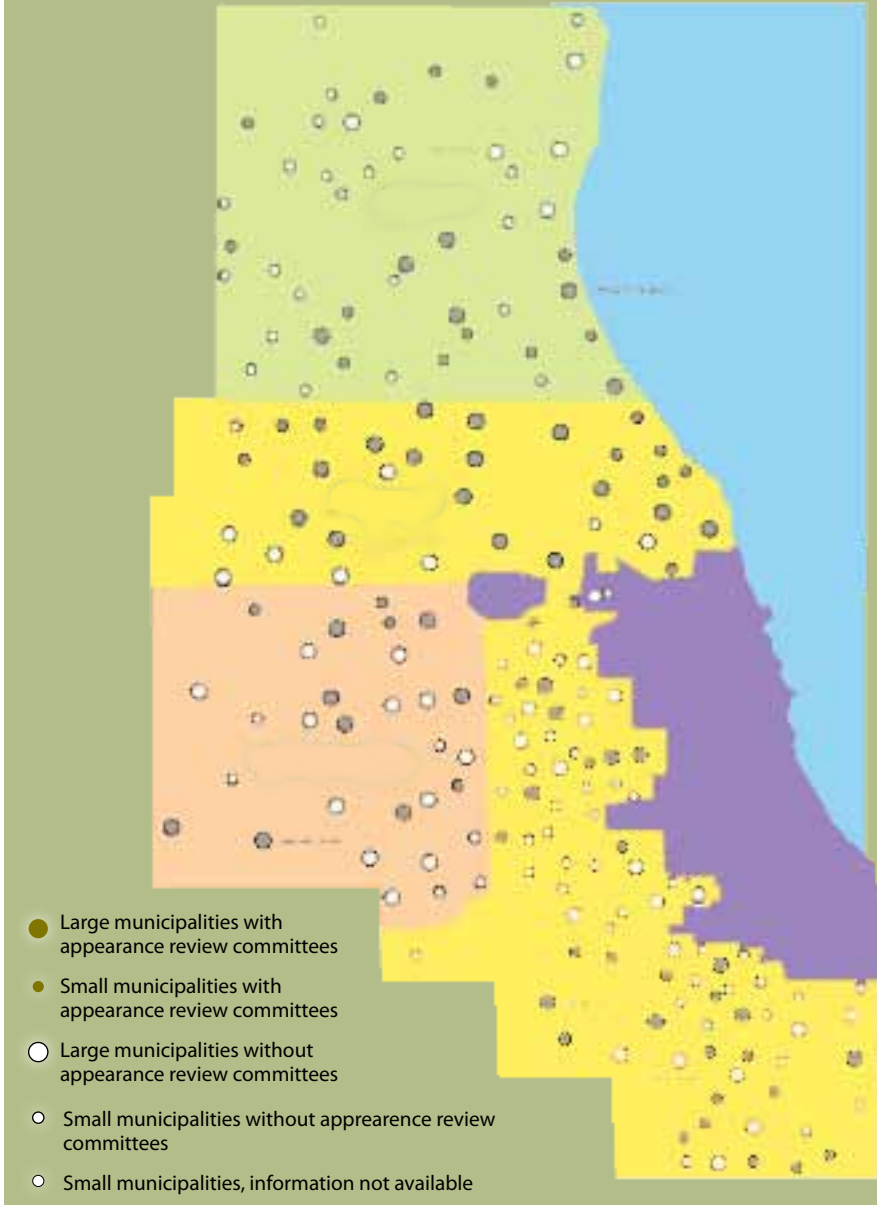 Large municipalities with
appearance review committees
Small municipalities with
appearance review committees
Large municipalities without
appearance review committees
Small municipalities without apprearence review
committees
Small municipalities, information not available